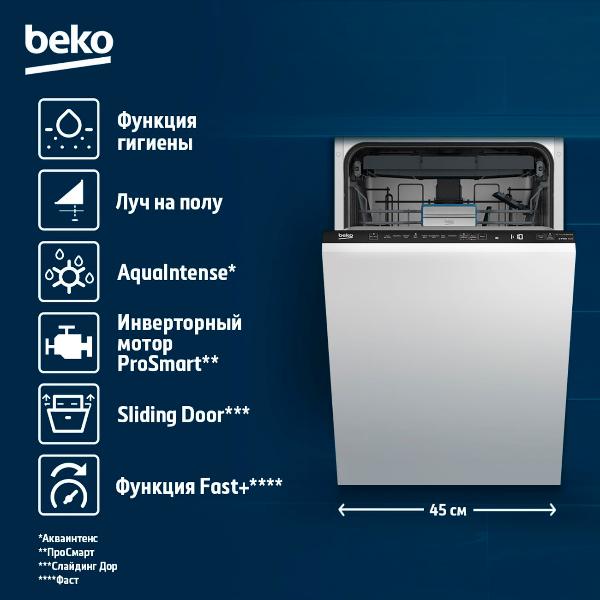 beko
Функция
гигиены
Луч на полу
AquaIntense*
Инверторный
мотор
ProSmart**
Sliding Door***
Функция Fast+****
beko
45 см
*Акваинтенс
**ПроСмарт
***Слайдинг Дор
****Фаст